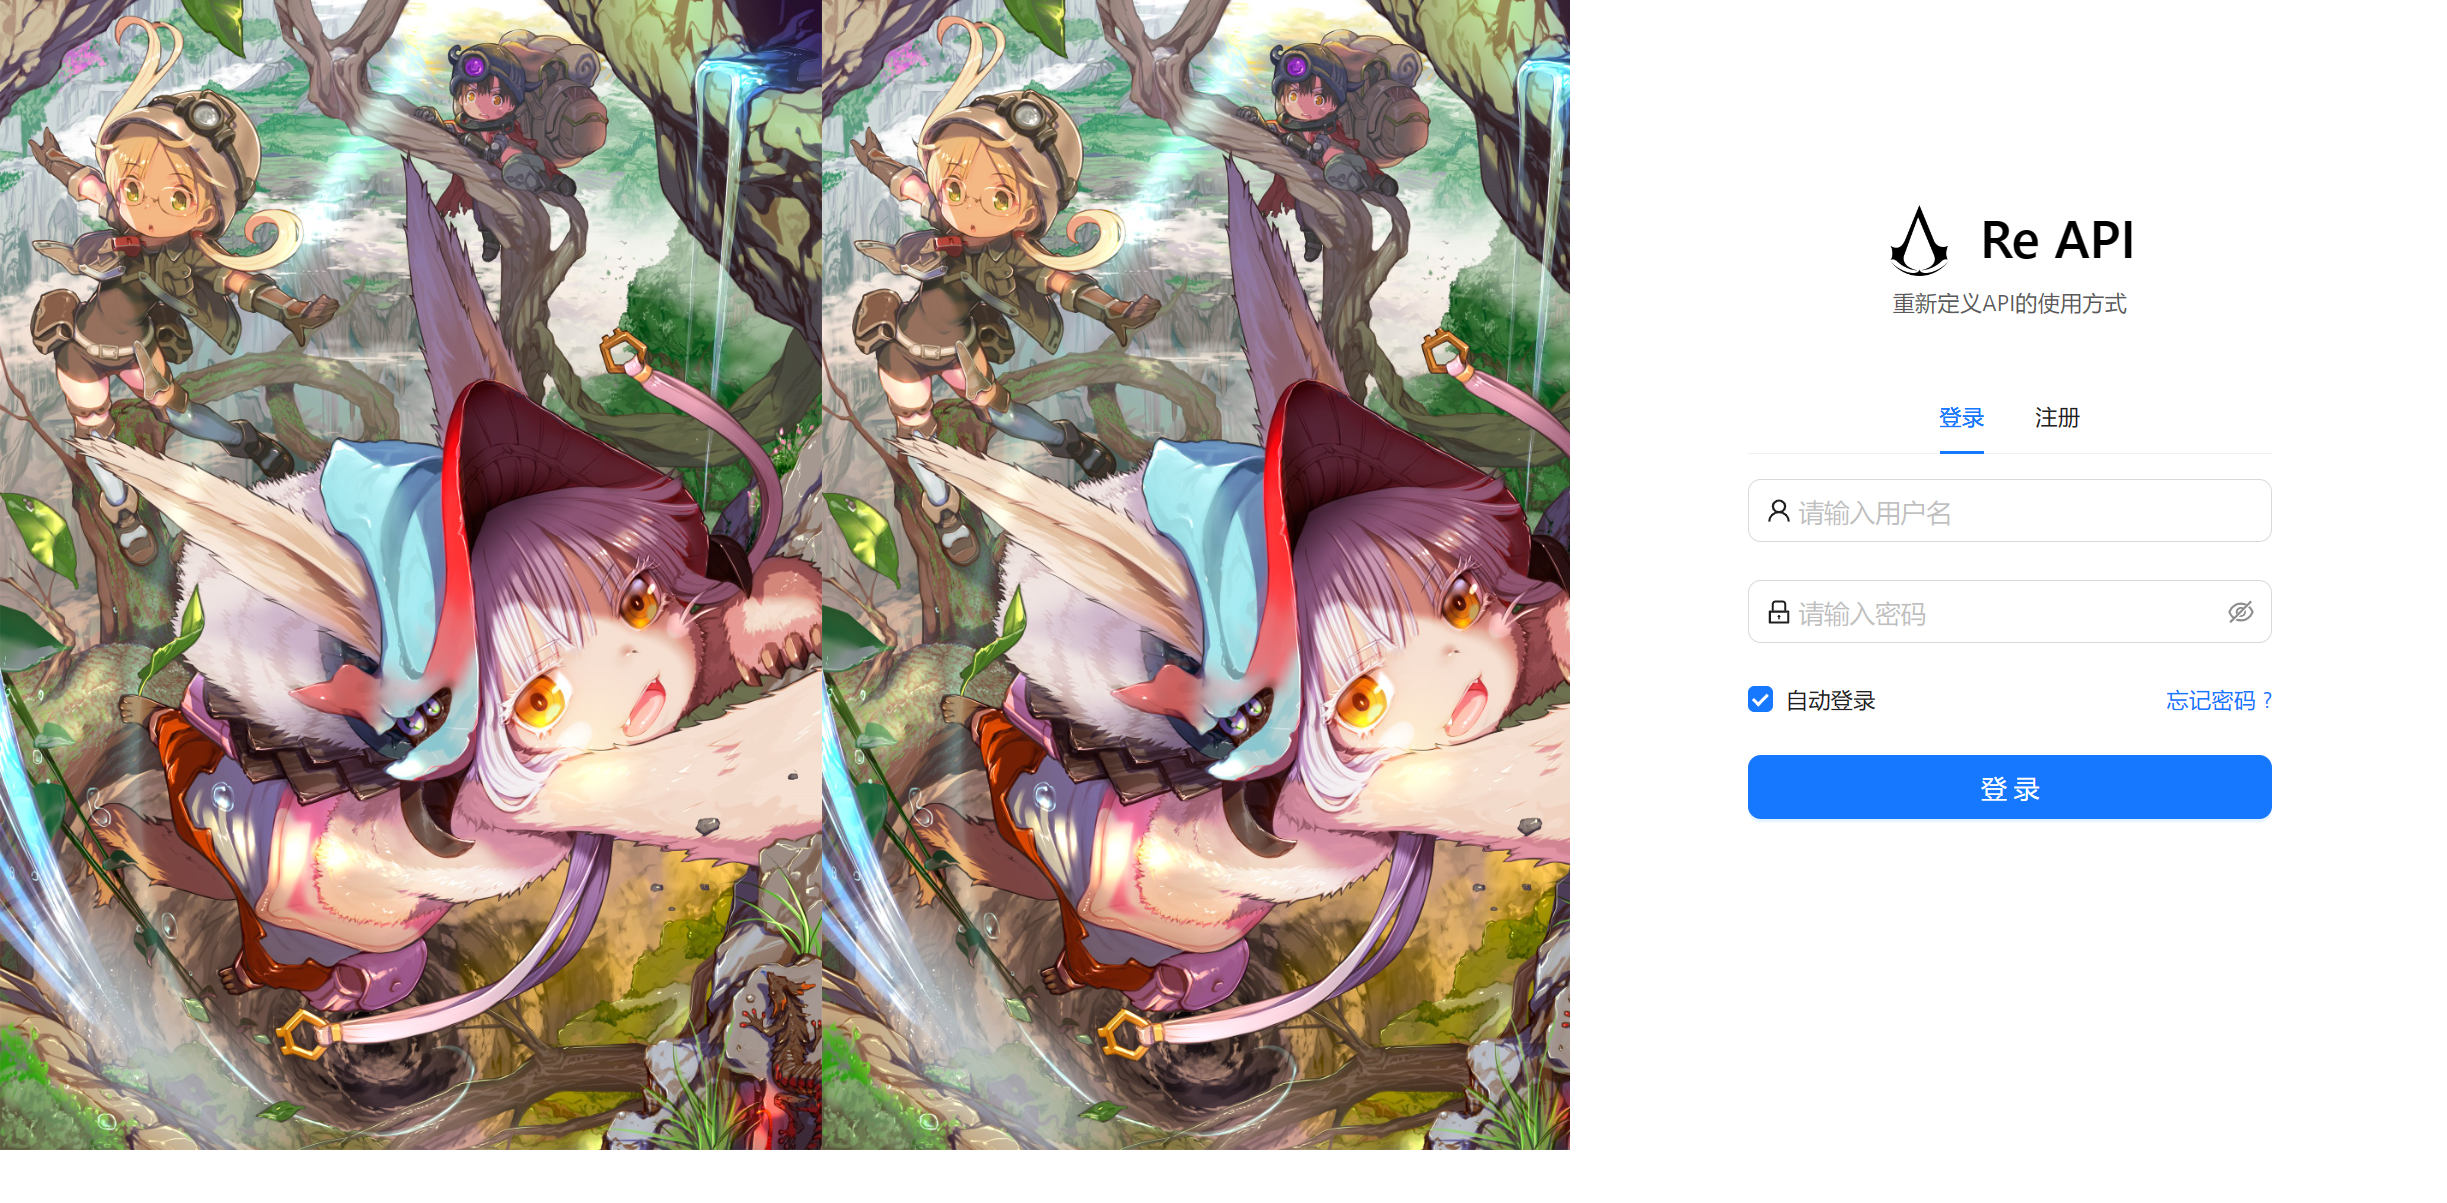 Re API
重新定义API的使用方式
登录 注册
请输入用户名
请输入密码
自动登录 忘记密码 ?
登 录